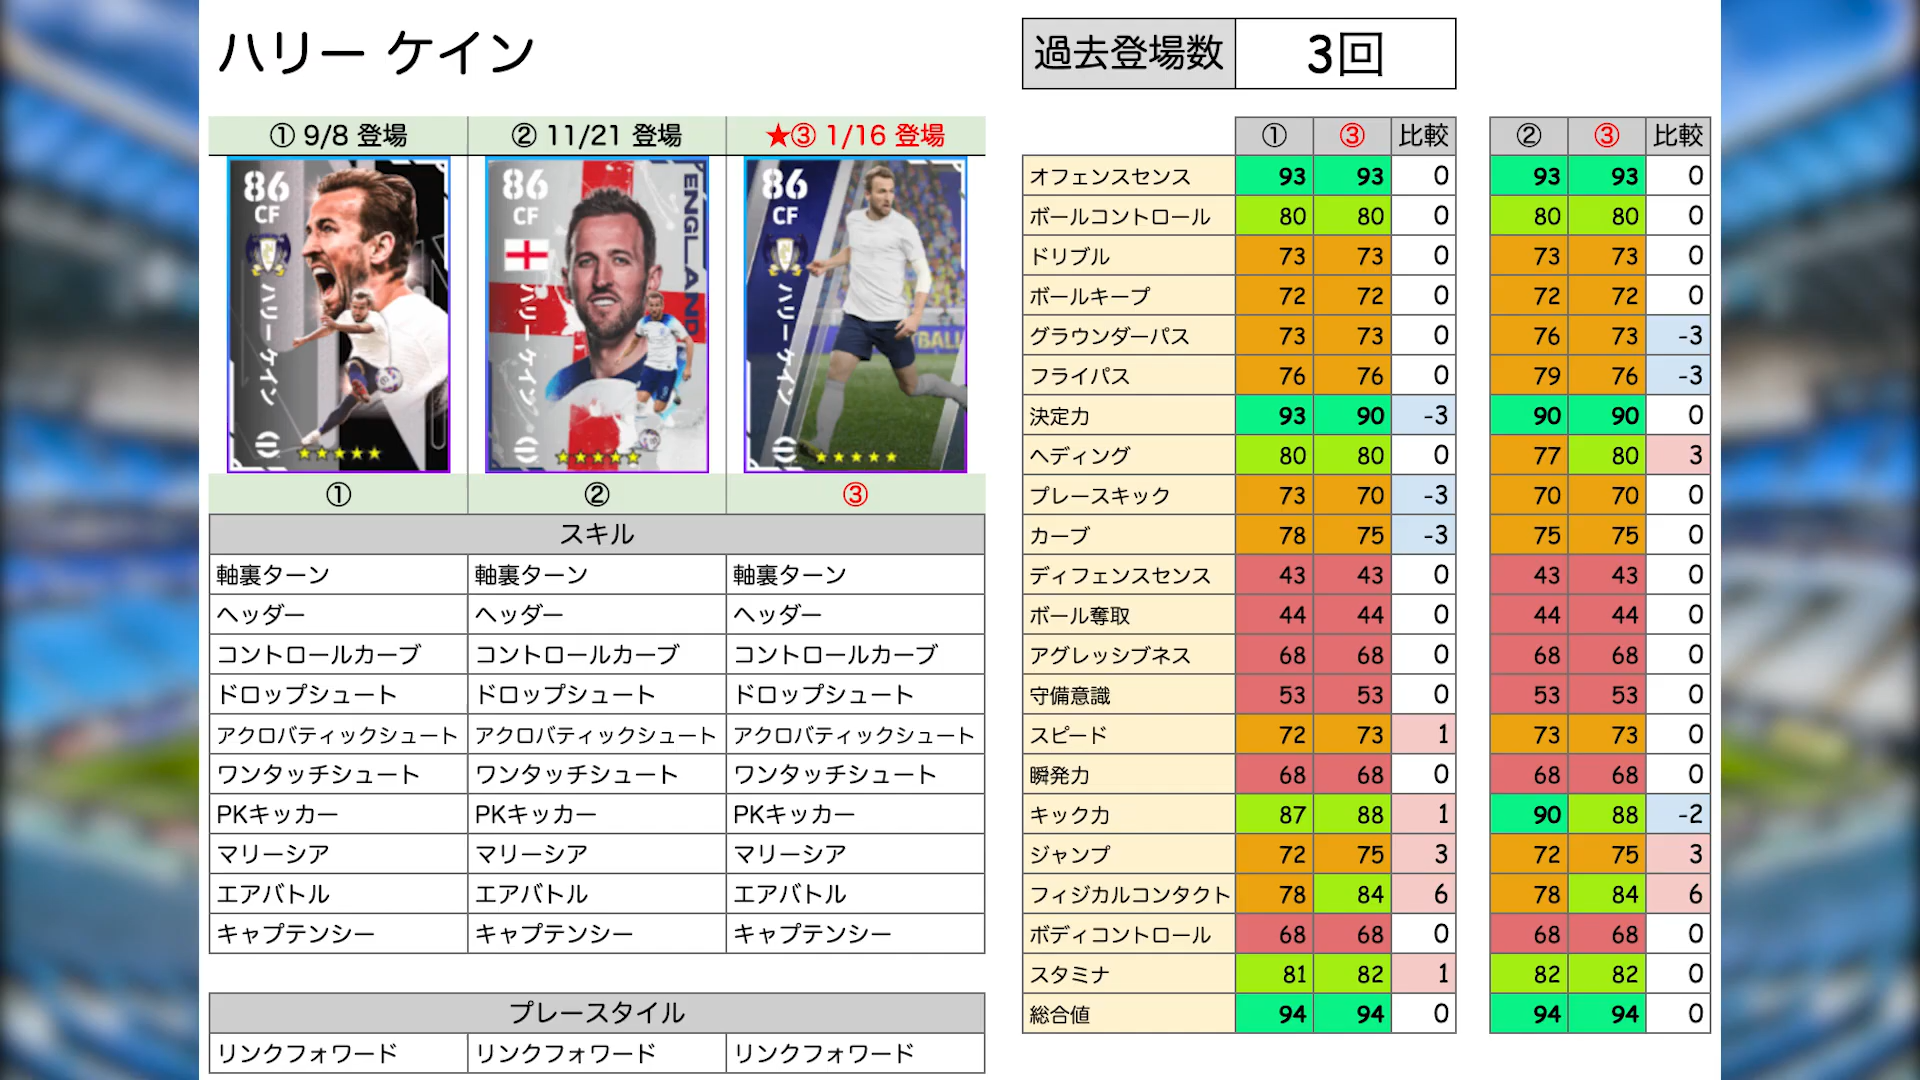 ハリー ケイン
過去登場数 3回
① 9/8 登場 ② 11/21 登場 ★③ 1/16 登場
86 CF ハリー ケイン
86 CF ENGLAND ハリー ケイン
86 CF ハリー ケイン
① ② ③
スキル
軸裏ターン 軸裏ターン 軸裏ターン
ヘッダー ヘッダー ヘッダー
コントロールカーブ コントロールカーブ コントロールカーブ
ドロップシュート ドロップシュート ドロップシュート
アクロバティックシュート アクロバティックシュート アクロバティックシュート
ワンタッチシュート ワンタッチシュート ワンタッチシュート
PKキッカー PKキッカー PKキッカー
マリーシア マリーシア マリーシア
エアバトル エアバトル エアバトル
キャプテンシー キャプテンシー キャプテンシー
プレースタイル
リンクフォワード リンクフォワード リンクフォワード
① ③ 比較 ② ③ 比較
オフェンスセンス 93 93 0 93 93 0
ボールコントロール 80 80 0 80 80 0
ドリブル 73 73 0 73 73 0
ボールキープ 72 72 0 72 72 0
グラウンダーパス 73 73 0 76 73 -3
フライパス 76 76 0 79 76 -3
決定力 93 90 -3 90 90 0
ヘディング 80 80 0 77 80 3
プレースキック 73 70 -3 70 70 0
カーブ 78 75 -3 75 75 0
ディフェンスセンス 43 43 0 43 43 0
ボール奪取 44 44 0 44 44 0
アグレッシブネス 68 68 0 68 68 0
守備意識 53 53 0 53 53 0
スピード 72 73 1 73 73 0
瞬発力 68 68 0 68 68 0
キック力 87 88 1 90 88 -2
ジャンプ 72 75 3 72 75 3
フィジカルコンタクト 78 84 6 78 84 6
ボディコントロール 68 68 0 68 68 0
スタミナ 81 82 1 82 82 0
総合値 94 94 0 94 94 0